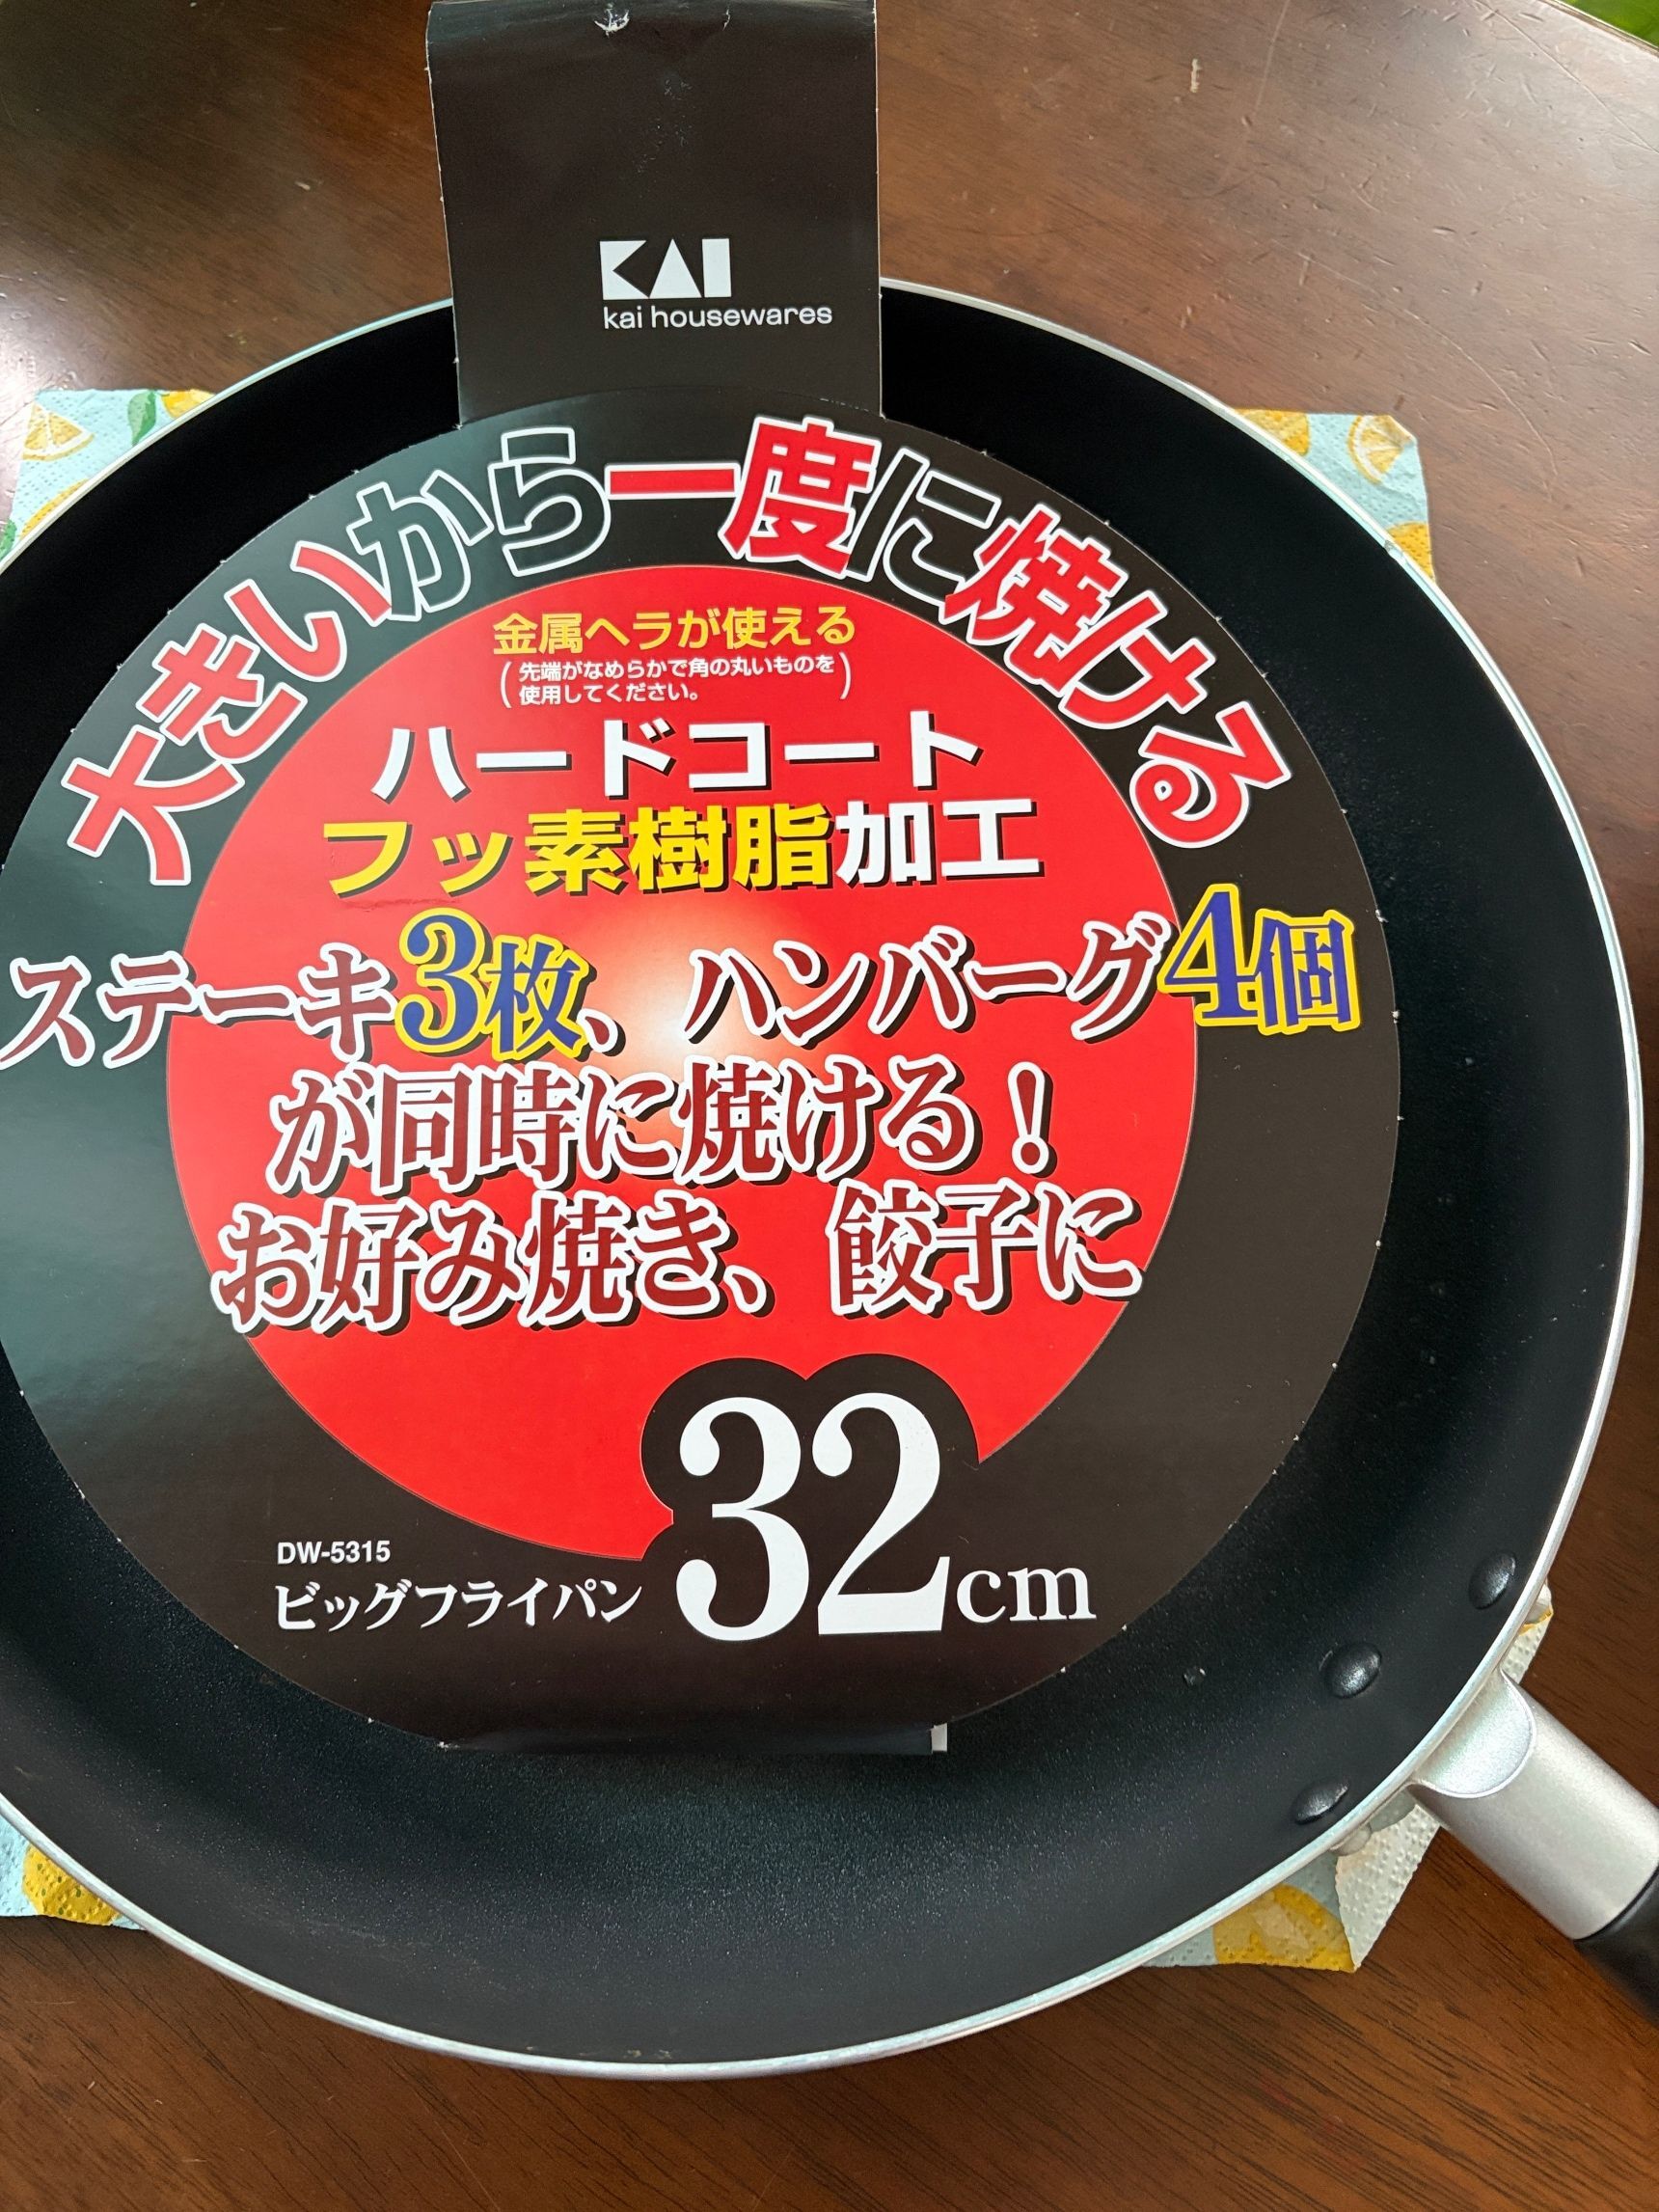 KAI
kai housewares
大きいから一度に焼ける
金属ヘラが使える
(先端がなめらかで角の丸いものを
使用してください。)
ハードコート
フッ素樹脂加工
ステーキ3枚、ハンバーグ4個
が同時に焼ける！
お好み焼き、餃子に
DW-5315
ビッグフライパン 32cm